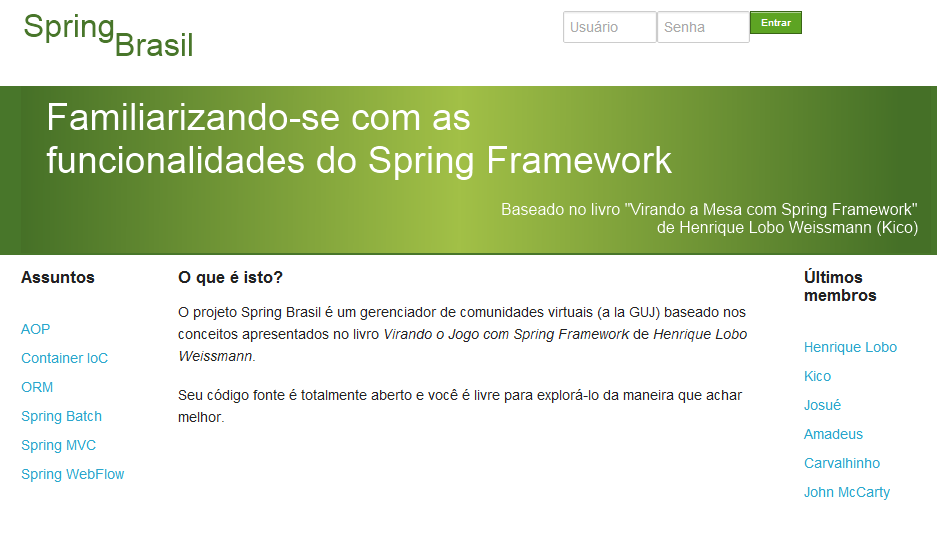 Spring
Brasil
Usuário
Senha
Entrar
Familiarizando-se com as
funcionalidades do Spring Framework
Baseado no livro "Virando a Mesa com Spring Framework"
de Henrique Lobo Weissmann (Kico)
Assuntos
AOP
Container IoC
ORM
Spring Batch
Spring MVC
Spring WebFlow
O que é isto?
O projeto Spring Brasil é um gerenciador de comunidades virtuais (a la GUJ) baseado nos
conceitos apresentados no livro Virando o Jogo com Spring Framework de Henrique Lobo
Weissmann.
Seu código fonte é totalmente aberto e você é livre para explorá-lo da maneira que achar
melhor.
Últimos
membros
Henrique Lobo
Kico
Josué
Amadeus
Carvalhinho
John McCarty